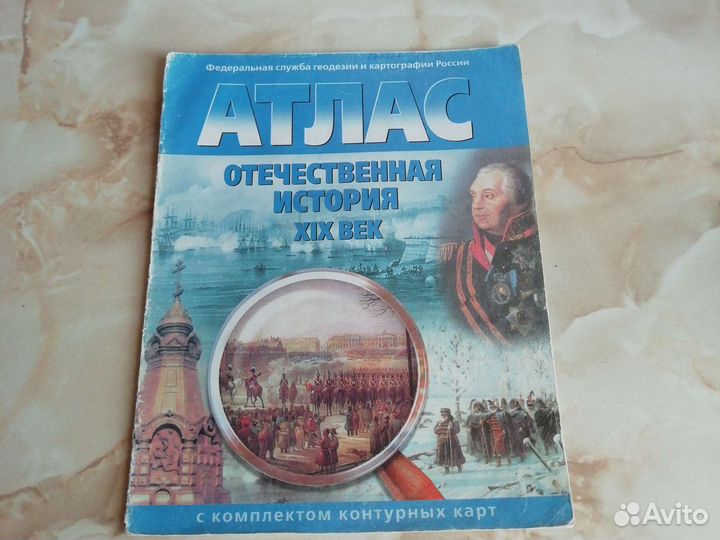 Федеральная служба геодезии и картографии России
АТЛАС
ОТЕЧЕСТВЕННАЯ
ИСТОРИЯ
XIX ВЕК
с комплектом контурных карт
Avito